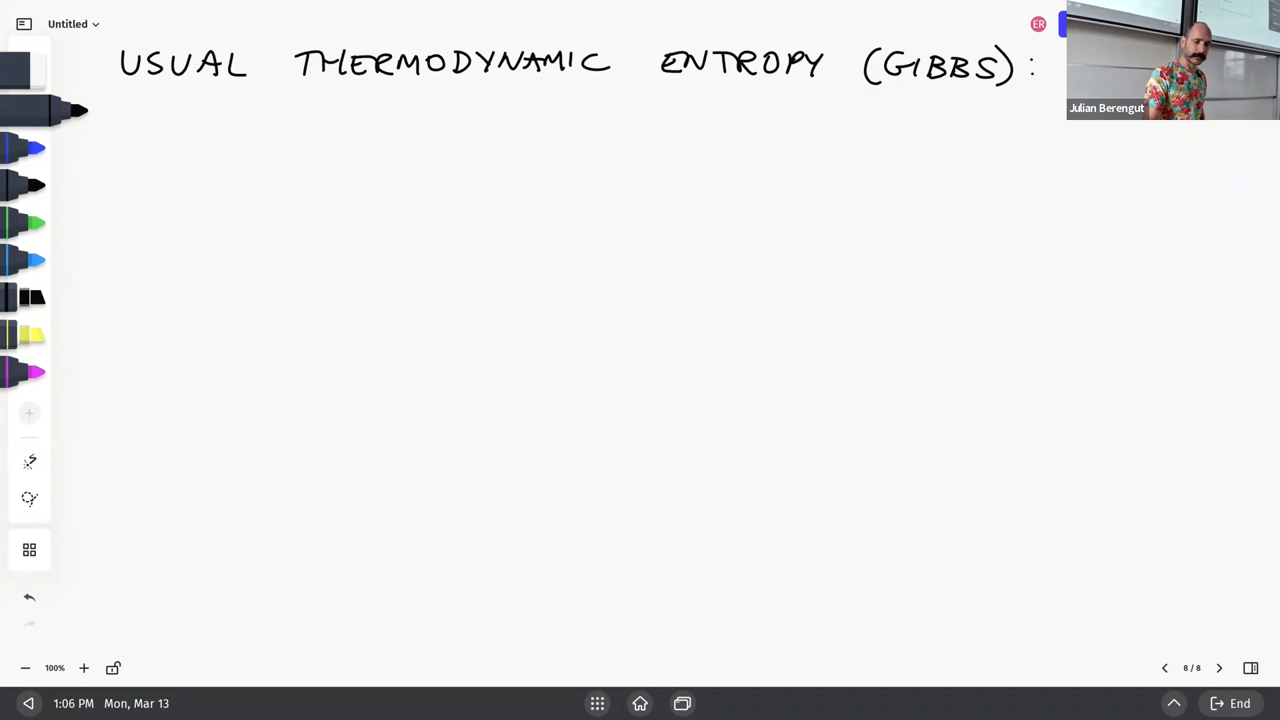 Untitled
ER
USUAL THERMODYNAMIC ENTROPY (GIBBS) :
Julian Berengut
100%
8 / 8
1:06 PM Mon, Mar 13
End